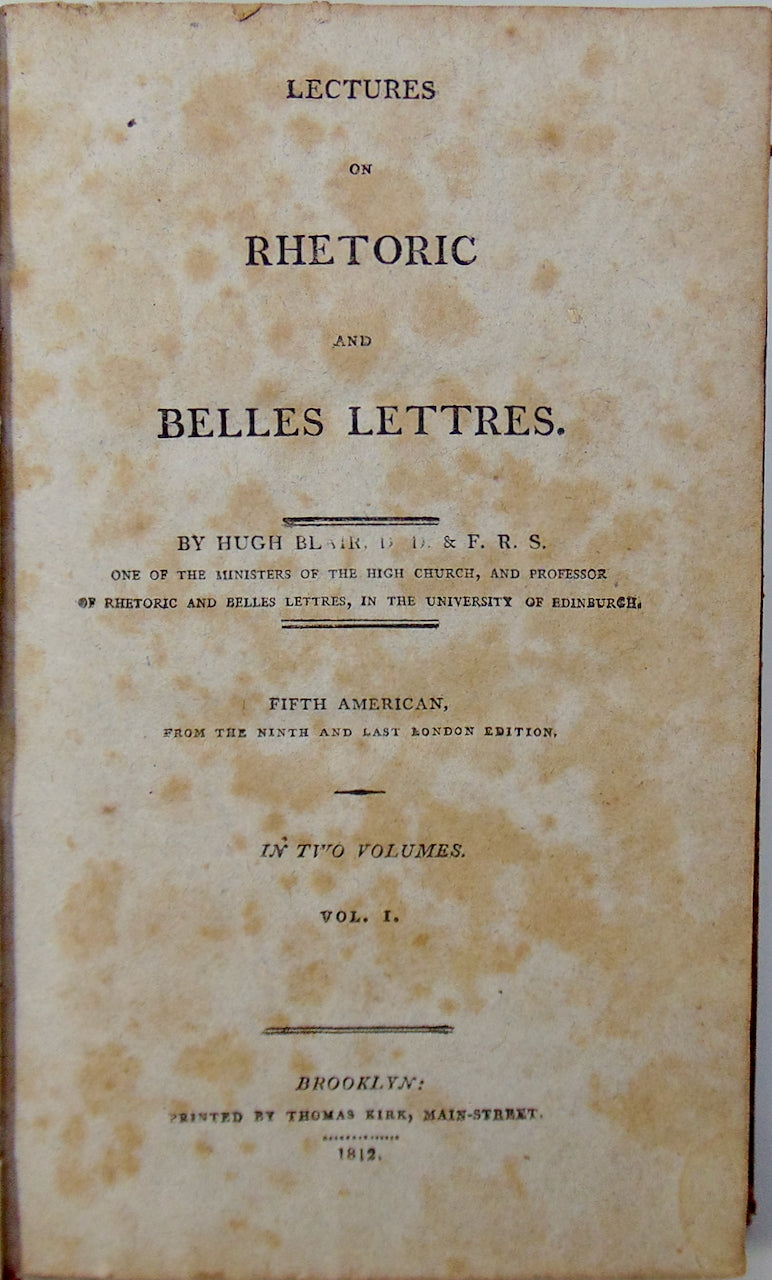 LECTURES
ON
RHETORIC
AND
BELLES LETTRES.
BY HUGH BLAIR, D. D. & F. R. S.
ONE OF THE MINISTERS OF THE HIGH CHURCH, AND PROFESSOR
OF RHETORIC AND BELLES LETTRES, IN THE UNIVERSITY OF EDINBURGH.
FIFTH AMERICAN,
FROM THE NINTH AND LAST LONDON EDITION.
IN TWO VOLUMES.
VOL. I.
BROOKLYN:
PRINTED BY THOMAS KIRK, MAIN-STREET.
1812.